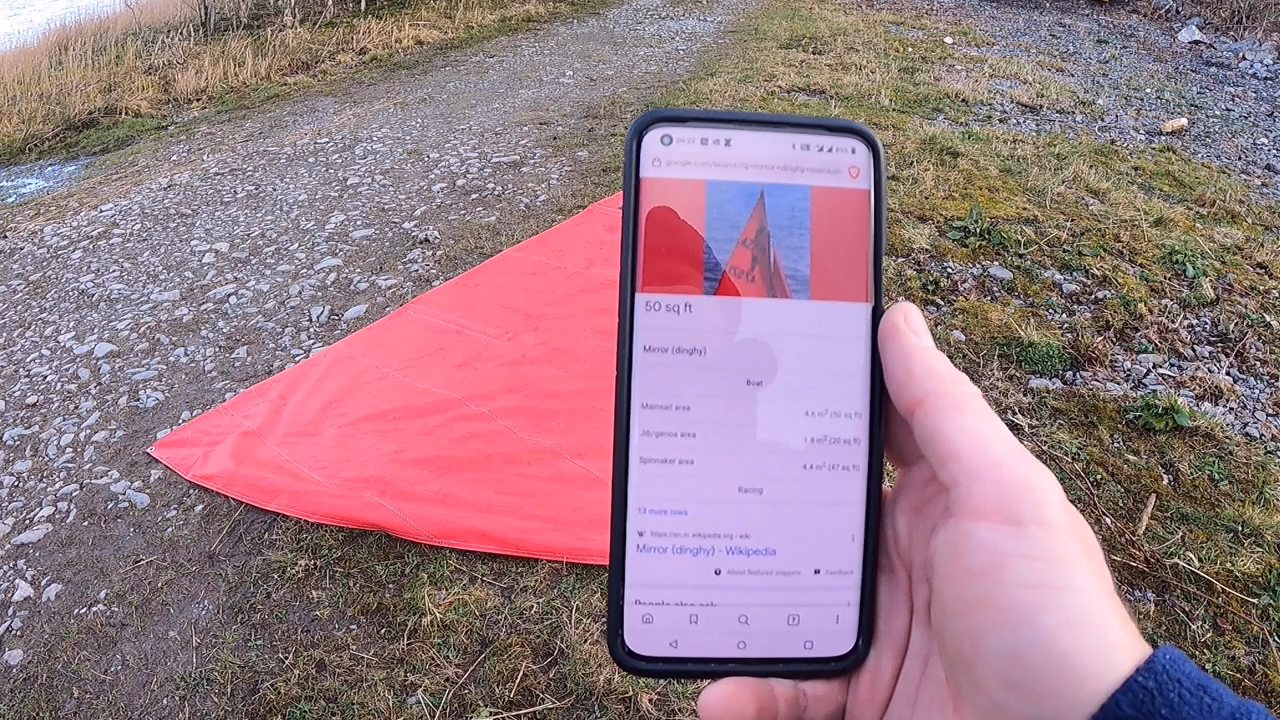 50 sq ft
Mirror (dinghy)
Boat
Mainsail area 4.6 m² (50 sq ft)
Jib/genoa area 1.8 m² (20 sq ft)
Spinnaker area 4.4 m² (47 sq ft)
Racing
13 more rows
W https://en.m.wikipedia.org › wiki
Mirror (dinghy) - Wikipedia
About featured snippets Feedback
People also ask